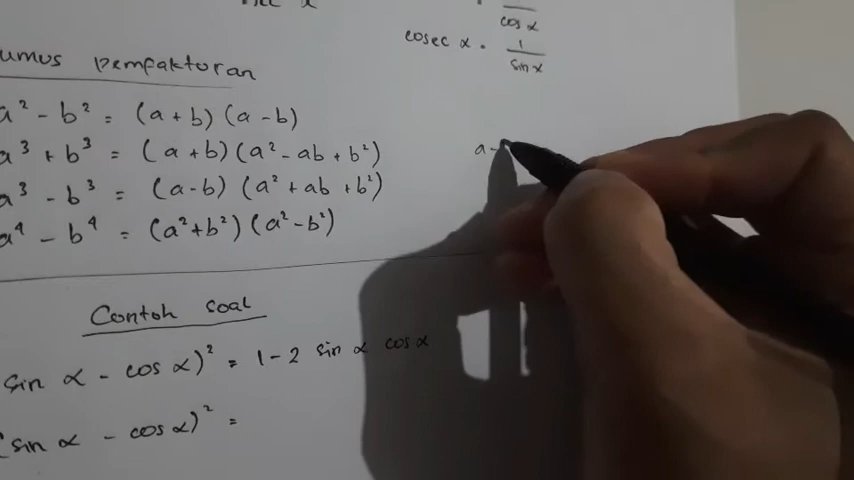 cos α
cosec α = 1/sin α
umus pemfaktoran
a² - b² = (a + b) (a - b)
a³ + b³ = (a + b) (a² - ab + b²)
a³ - b³ = (a - b) (a² + ab + b²)
a⁴ - b⁴ = (a² + b²) (a² - b²)
a -
Contoh soal
sin α - cos α)² = 1 - 2 sin α cos α
(sin α - cos α)² =